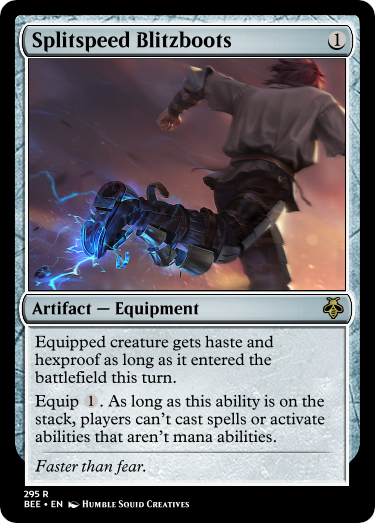 Splitspeed Blitzboots 1
Artifact — Equipment
Equipped creature gets haste and
hexproof as long as it entered the
battlefield this turn.
Equip 1. As long as this ability is on the
stack, players can't cast spells or activate
abilities that aren't mana abilities.
Faster than fear.
295 R
BEE • EN Humble Squid Creatives